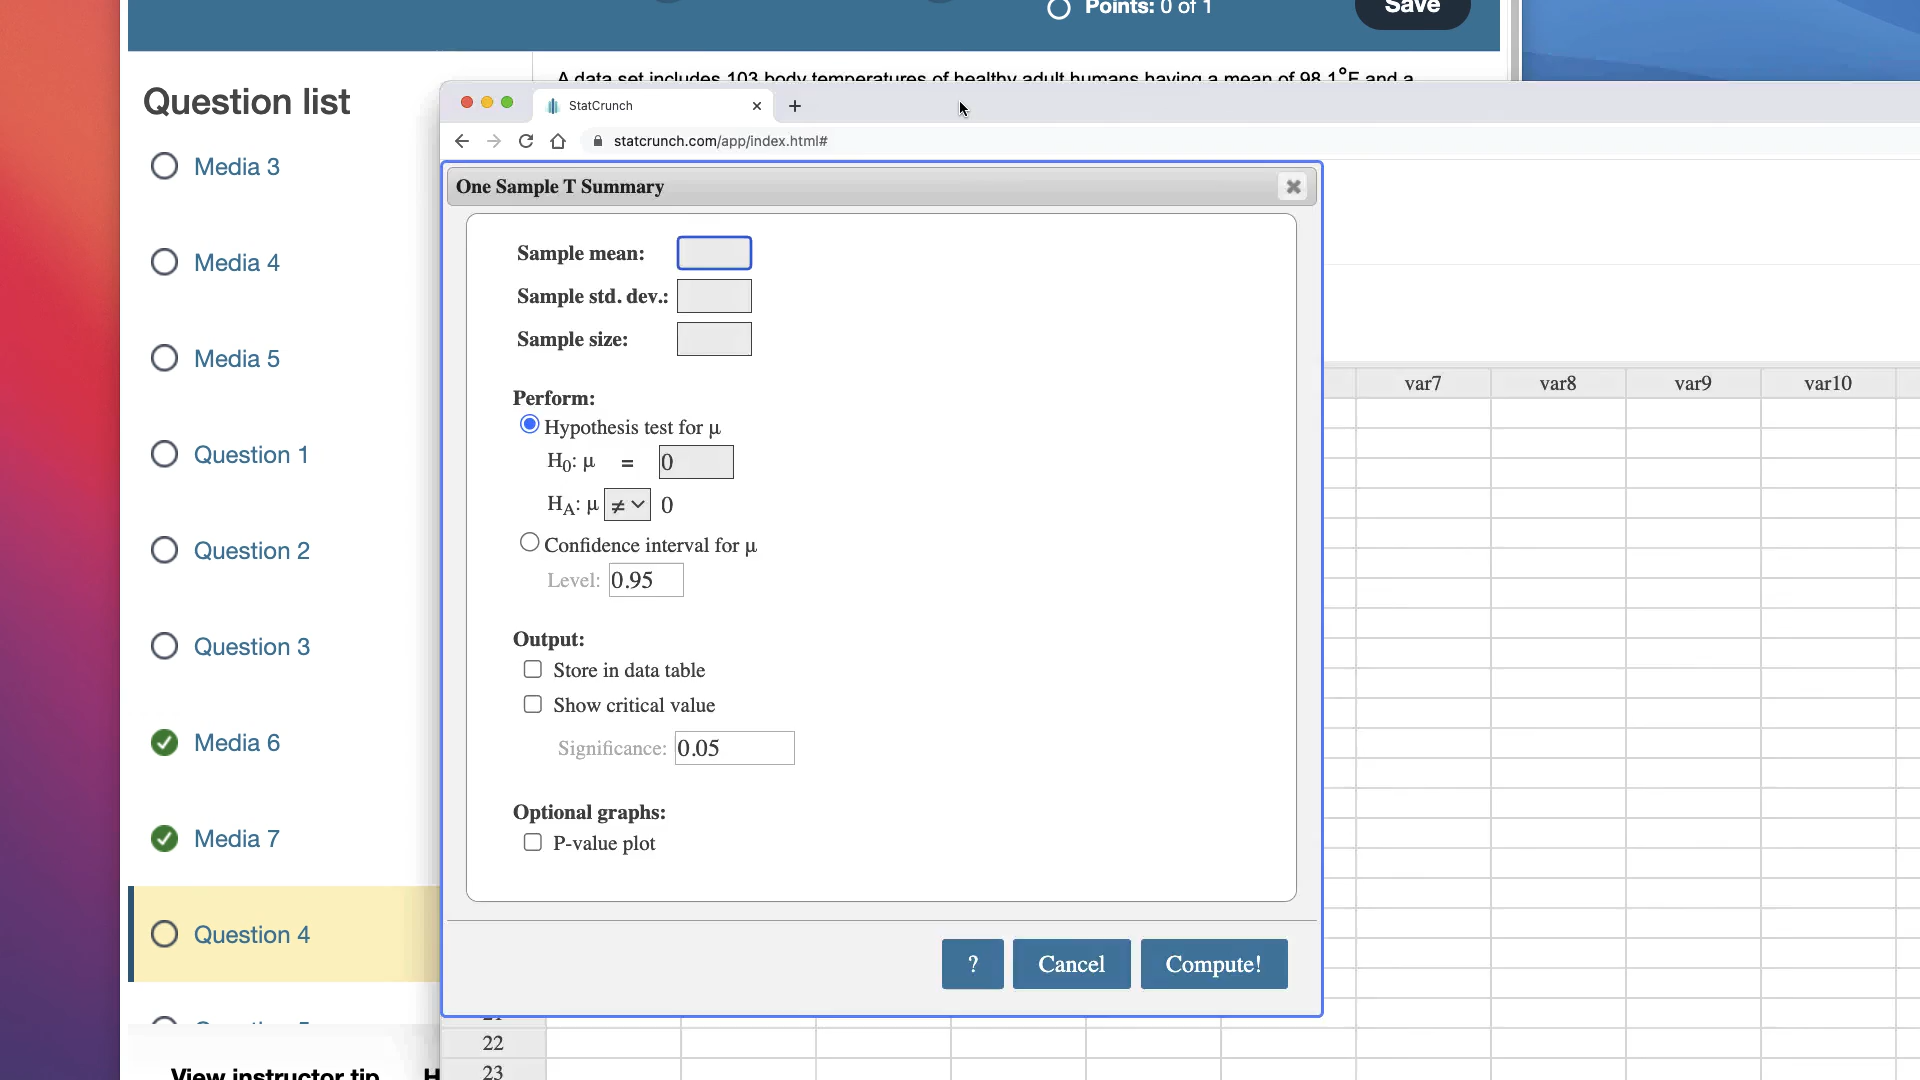 Points: 0 of 1
Save
A data set includes 103 body temperatures of healthy adult humans having a mean of 98.1°F and a
Question list
Media 3
Media 4
Media 5
Question 1
Question 2
Question 3
Media 6
Media 7
Question 4
View instructor tip
StatCrunch
statcrunch.com/app/index.html#
One Sample T Summary
Sample mean:
Sample std. dev.:
Sample size:
Perform:
Hypothesis test for μ
H0: μ = 0
HA: μ ≠ 0
Confidence interval for μ
Level: 0.95
Output:
Store in data table
Show critical value
Significance: 0.05
Optional graphs:
P-value plot
? Cancel Compute!
var7 var8 var9 var10
22
23